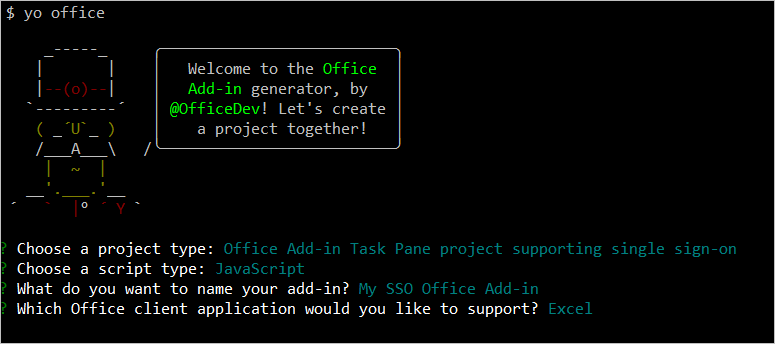 $ yo office
Welcome to the Office
Add-in generator, by
@OfficeDev! Let's create
a project together!
? Choose a project type: Office Add-in Task Pane project supporting single sign-on
? Choose a script type: JavaScript
? What do you want to name your add-in? My SSO Office Add-in
? Which Office client application would you like to support? Excel